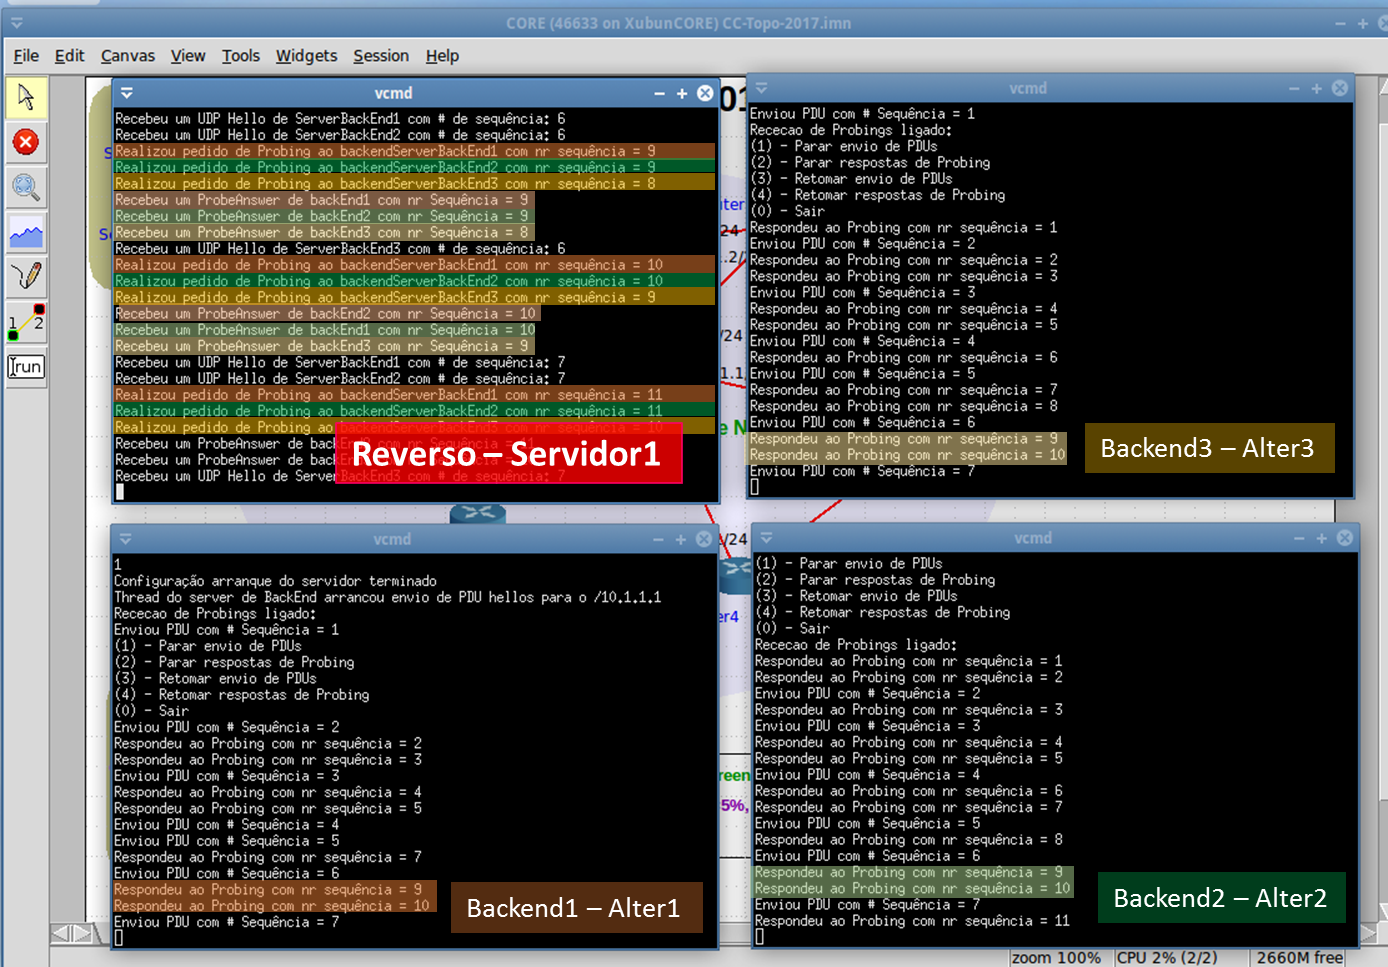 CORE (46633 on XubunCORE) CC-Topo-2017.imn
File Edit Canvas View Tools Widgets Session Help
vcmd
Recebeu um UDP Hello de ServerBackEnd1 com # de sequência: 6
Recebeu um UDP Hello de ServerBackEnd2 com # de sequência: 6
Realizou pedido de Probing ao backendServerBackEnd1 com nr sequência = 9
Realizou pedido de Probing ao backendServerBackEnd2 com nr sequência = 9
Realizou pedido de Probing ao backendServerBackEnd3 com nr sequência = 8
Recebeu um ProbeAnswer de backEnd1 com nr Sequência = 9
Recebeu um ProbeAnswer de backEnd2 com nr Sequência = 9
Recebeu um ProbeAnswer de backEnd3 com nr Sequência = 8
Recebeu um UDP Hello de ServerBackEnd3 com # de sequência: 6
Realizou pedido de Probing ao backendServerBackEnd1 com nr sequência = 10
Realizou pedido de Probing ao backendServerBackEnd2 com nr sequência = 10
Realizou pedido de Probing ao backendServerBackEnd3 com nr sequência = 9
Recebeu um ProbeAnswer de backEnd2 com nr Sequência = 10
Recebeu um ProbeAnswer de backEnd1 com nr Sequência = 10
Recebeu um ProbeAnswer de backEnd3 com nr Sequência = 9
Recebeu um UDP Hello de ServerBackEnd1 com # de sequência: 7
Recebeu um UDP Hello de ServerBackEnd2 com # de sequência: 7
Realizou pedido de Probing ao backendServerBackEnd1 com nr sequência = 11
Realizou pedido de Probing ao backendServerBackEnd2 com nr sequência = 11
Realizou pedido de Probing ao backendServerBackEnd3 com nr sequência = 10
Recebeu um ProbeAnswer de back
Recebeu um ProbeAnswer de back
Recebeu um UDP Hello de ServerBackEnd3 com # de sequência: 7
Reverso – Servidor1
vcmd
Enviou PDU com # Sequência = 1
Rececao de Probings ligado:
(1) - Parar envio de PDUs
(2) - Parar respostas de Probing
(3) - Retomar envio de PDUs
(4) - Retomar respostas de Probing
(0) - Sair
Respondeu ao Probing com nr sequência = 1
Enviou PDU com # Sequência = 2
Respondeu ao Probing com nr sequência = 2
Respondeu ao Probing com nr sequência = 3
Enviou PDU com # Sequência = 3
Respondeu ao Probing com nr sequência = 4
Respondeu ao Probing com nr sequência = 5
Enviou PDU com # Sequência = 4
Respondeu ao Probing com nr sequência = 6
Enviou PDU com # Sequência = 5
Respondeu ao Probing com nr sequência = 7
Respondeu ao Probing com nr sequência = 8
Enviou PDU com # Sequência = 6
Respondeu ao Probing com nr sequência = 9
Respondeu ao Probing com nr sequência = 10
Enviou PDU com # Sequência = 7
Backend3 – Alter3
vcmd
1
Configuração arranque do servidor terminado
Thread do server de BackEnd arrancou envio de PDU hellos para o /10.1.1.1
Rececao de Probings ligado:
Enviou PDU com # Sequência = 1
(1) - Parar envio de PDUs
(2) - Parar respostas de Probing
(3) - Retomar envio de PDUs
(4) - Retomar respostas de Probing
(0) - Sair
Enviou PDU com # Sequência = 2
Respondeu ao Probing com nr sequência = 2
Respondeu ao Probing com nr sequência = 3
Enviou PDU com # Sequência = 3
Respondeu ao Probing com nr sequência = 4
Respondeu ao Probing com nr sequência = 5
Enviou PDU com # Sequência = 4
Enviou PDU com # Sequência = 5
Respondeu ao Probing com nr sequência = 7
Enviou PDU com # Sequência = 6
Respondeu ao Probing com nr sequência = 9
Respondeu ao Probing com nr sequência = 10
Enviou PDU com # Sequência = 7
Backend1 – Alter1
vcmd
(1) - Parar envio de PDUs
(2) - Parar respostas de Probing
(3) - Retomar envio de PDUs
(4) - Retomar respostas de Probing
(0) - Sair
Rececao de Probings ligado:
Respondeu ao Probing com nr sequência = 1
Respondeu ao Probing com nr sequência = 2
Enviou PDU com # Sequência = 2
Respondeu ao Probing com nr sequência = 3
Enviou PDU com # Sequência = 3
Respondeu ao Probing com nr sequência = 4
Respondeu ao Probing com nr sequência = 5
Enviou PDU com # Sequência = 4
Respondeu ao Probing com nr sequência = 6
Respondeu ao Probing com nr sequência = 7
Enviou PDU com # Sequência = 5
Respondeu ao Probing com nr sequência = 8
Enviou PDU com # Sequência = 6
Respondeu ao Probing com nr sequência = 9
Respondeu ao Probing com nr sequência = 10
Enviou PDU com # Sequência = 7
Respondeu ao Probing com nr sequência = 11
Backend2 – Alter2
1 2
run
/24
/24
er4
5%,
zoom 100% CPU 2% (2/2) 2660M free